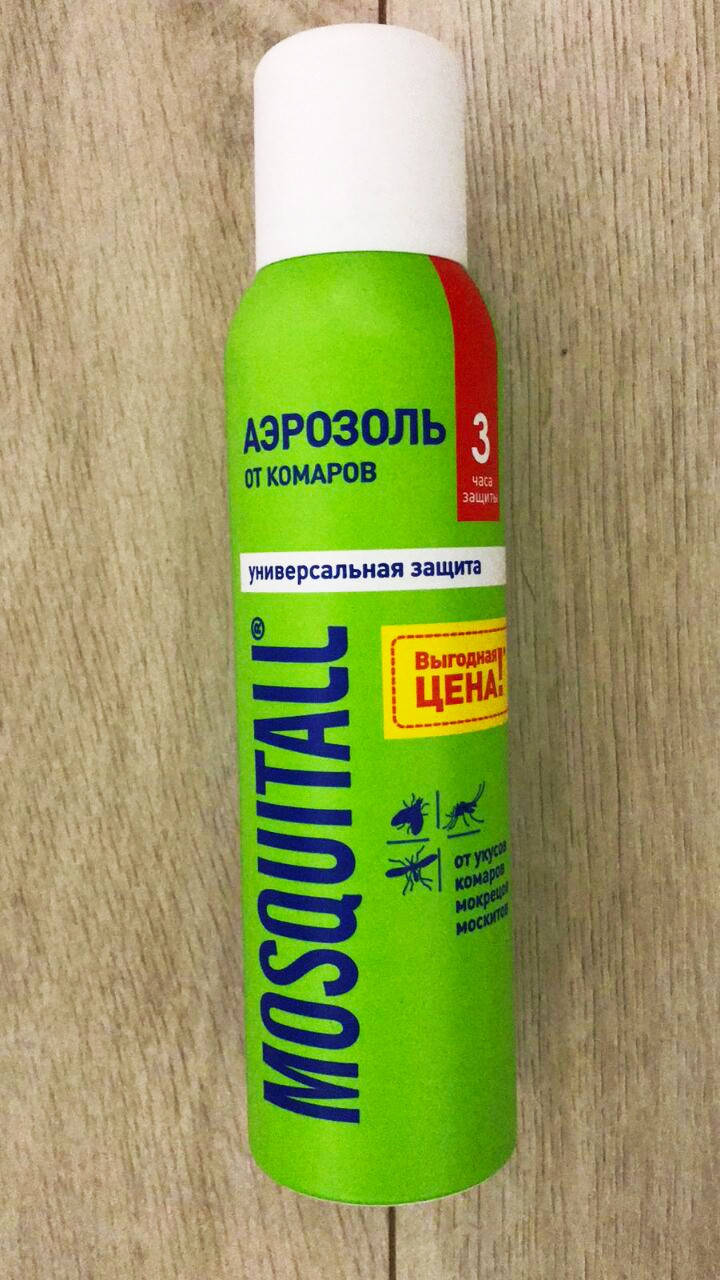 АЭРОЗОЛЬ
ОТ КОМАРОВ
3
часа
защиты
универсальная защита
MOSQUITALL®
Выгодная
ЦЕНА!
от укусов
комаров
мокрецов
москитов